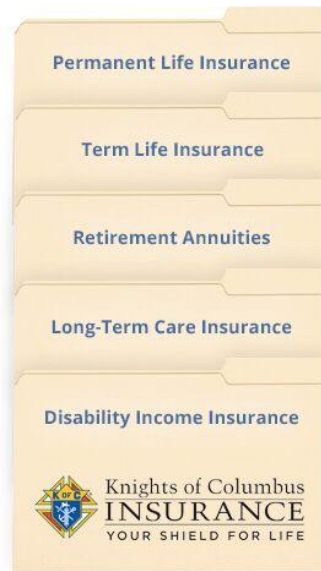 Permanent Life Insurance
Term Life Insurance
Retirement Annuities
Long-Term Care Insurance
Disability Income Insurance
K OF C
Knights of Columbus
INSURANCE
YOUR SHIELD FOR LIFE